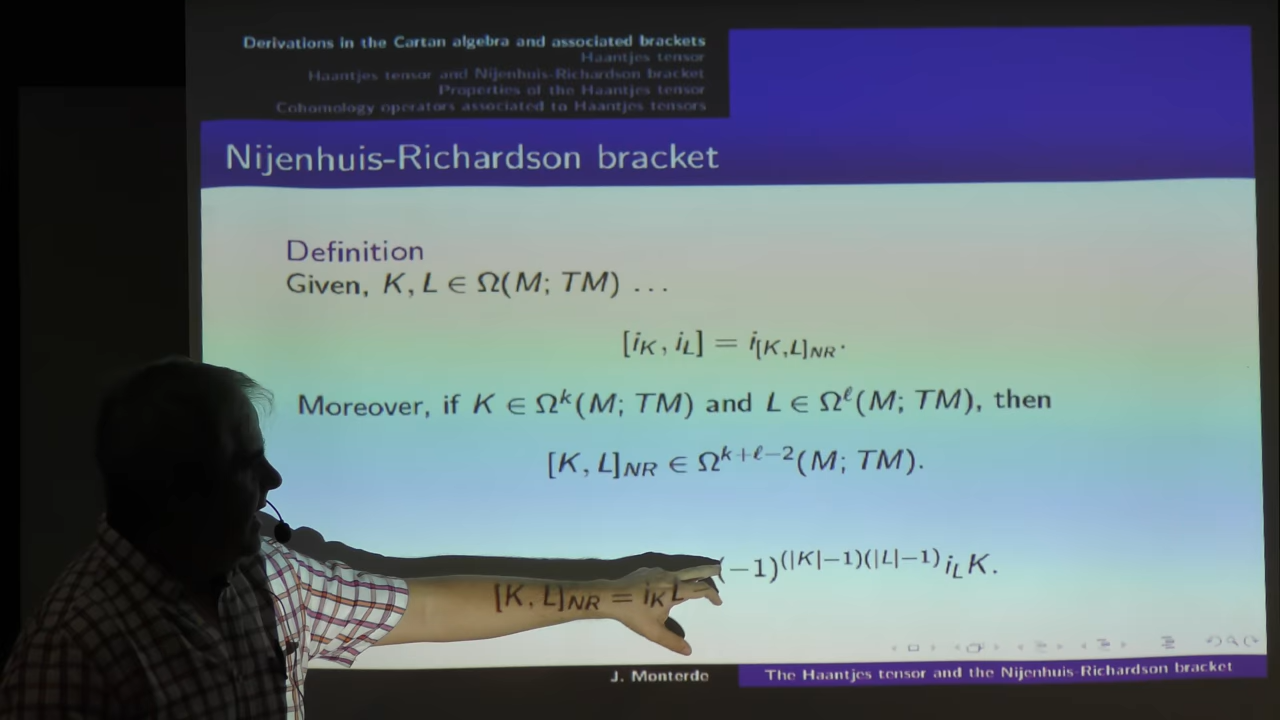 Derivations in the Cartan algebra and associated brackets
Haantjes tensor
Haantjes tensor and Nijenhuis-Richardson bracket
Properties of the Haantjes tensor
Cohomology operators associated to Haantjes tensors
Nijenhuis-Richardson bracket
Definition
Given, K, L ∈ Ω(M; TM) ...
[i_K, i_L] = i_{[K,L]_{NR}}.
Moreover, if K ∈ Ω^k(M; TM) and L ∈ Ω^ℓ(M; TM), then
[K, L]_{NR} ∈ Ω^{k+ℓ−2}(M; TM).
[K, L]_{NR} = i_K L − (−1)^{(|K|−1)(|L|−1)} i_L K.
J. Monterde
The Haantjes tensor and the Nijenhuis-Richardson bracket